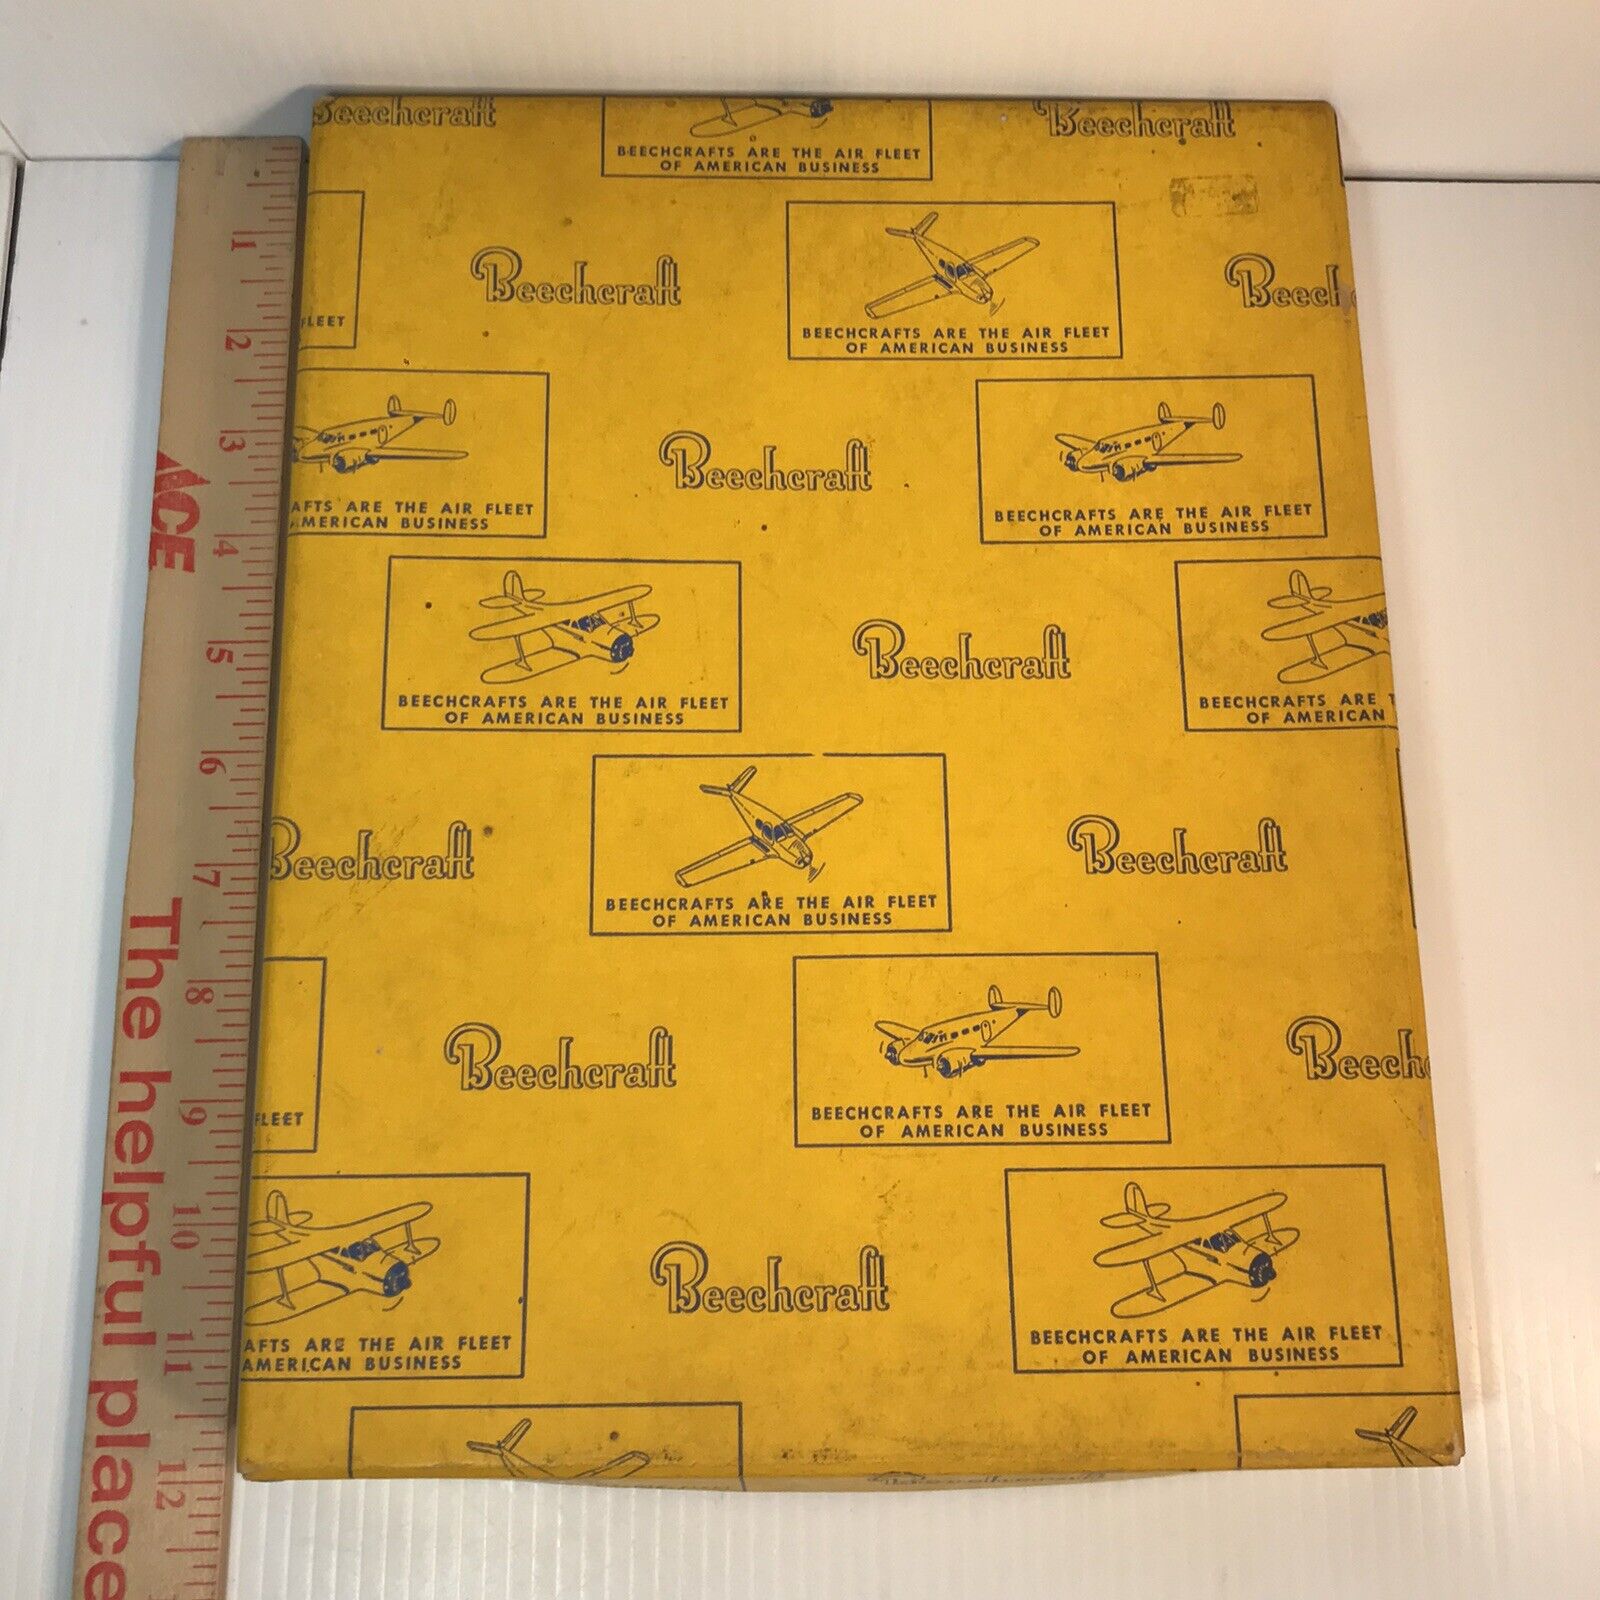 Beechcraft
BEECHCRAFTS ARE THE AIR FLEET
OF AMERICAN BUSINESS
Beechcraft
FLEET
Beechcraft
BEECHCRAFTS ARE THE AIR FLEET
OF AMERICAN BUSINESS
Beechc
AFTS ARE THE AIR FLEET
AMERICAN BUSINESS
Beechcraft
BEECHCRAFTS ARE THE AIR FLEET
OF AMERICAN BUSINESS
BEECHCRAFTS ARE THE AIR FLEET
OF AMERICAN BUSINESS
Beechcraft
BEECHCRAFTS ARE T
OF AMERICAN
Beechcraft
BEECHCRAFTS ARE THE AIR FLEET
OF AMERICAN BUSINESS
Beechcraft
FLEET
Beechcraft
BEECHCRAFTS ARE THE AIR FLEET
OF AMERICAN BUSINESS
Beechc
AFTS ARE THE AIR FLEET
AMERICAN BUSINESS
Beechcraft
BEECHCRAFTS ARE THE AIR FLEET
OF AMERICAN BUSINESS
ACE
The helpful place
1
2
3
4
5
6
7
8
9
10
11
12